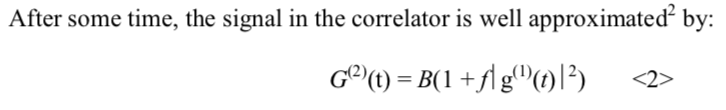 After some time, the signal in the correlator is well approximated² by:
G⁽²⁾(t) = B(1 + f| g⁽¹⁾(t)|²) <2>